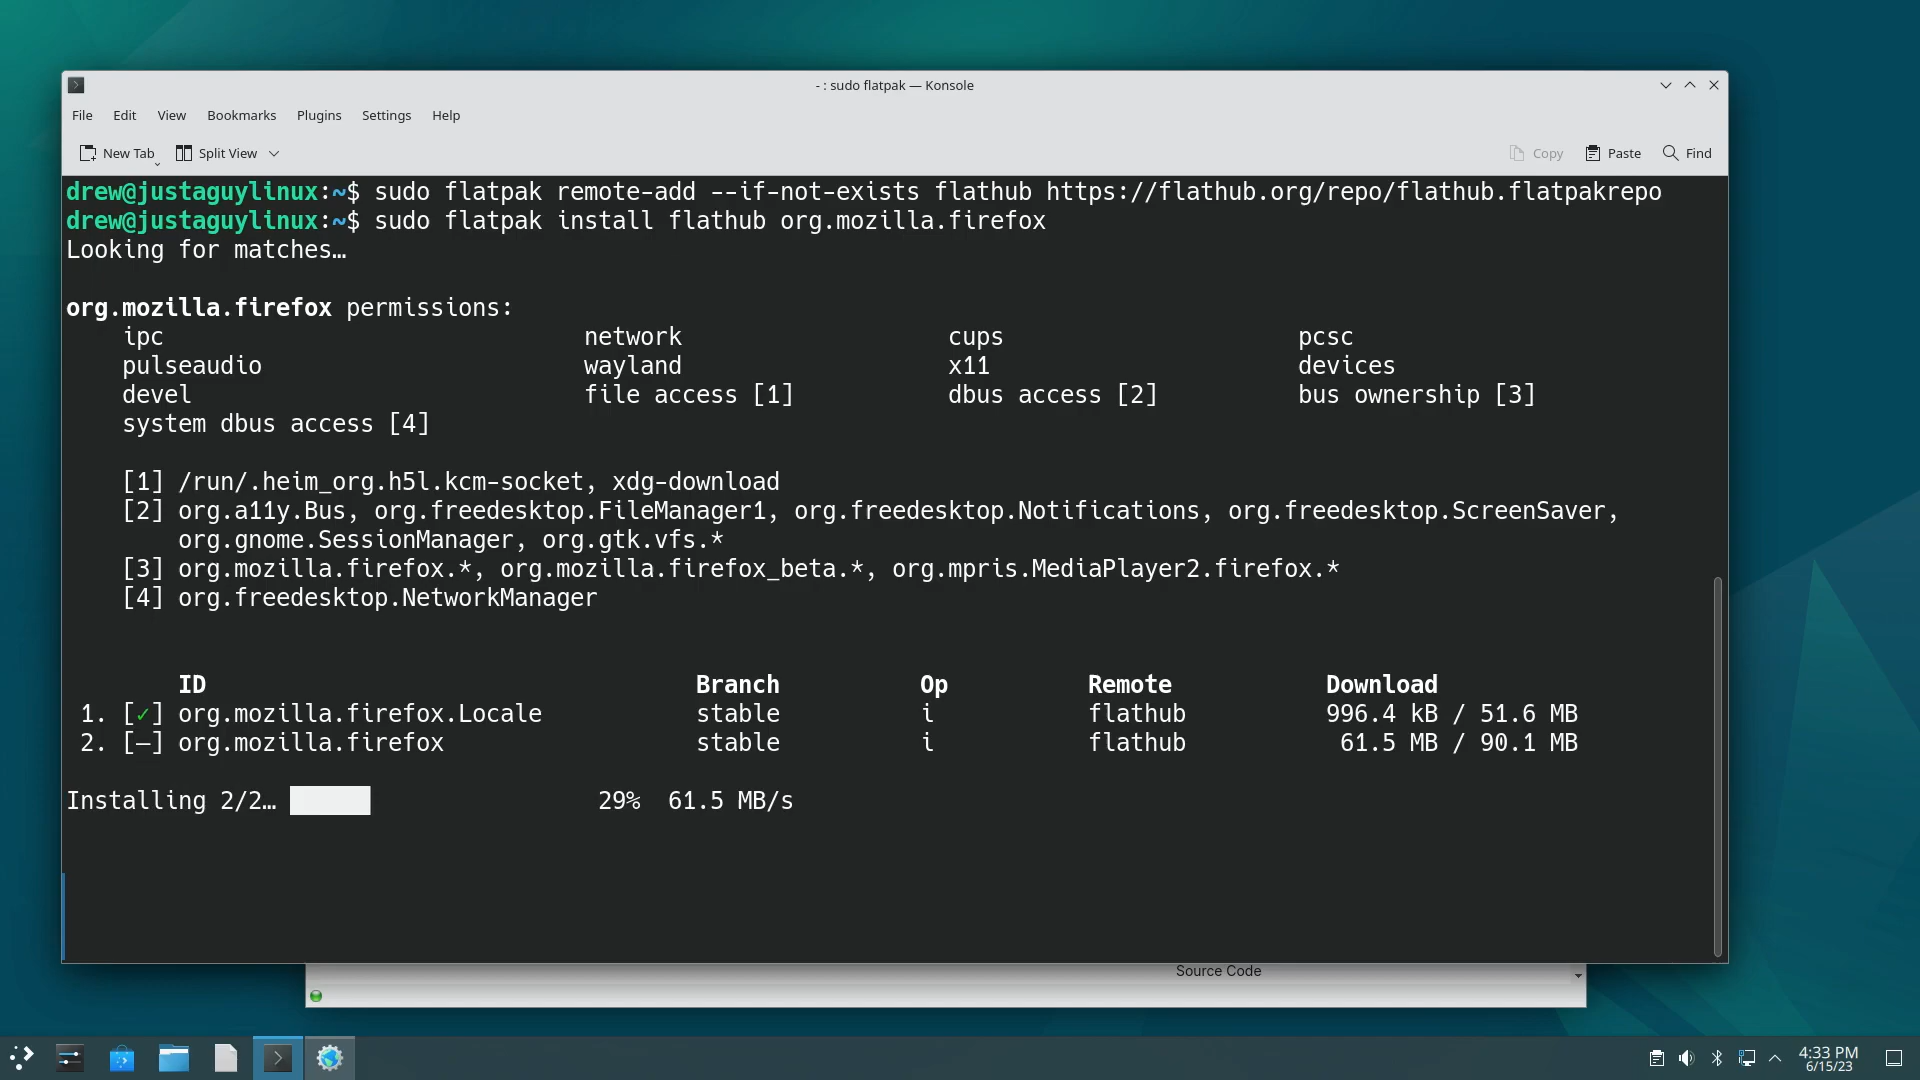 - : sudo flatpak — Konsole
File Edit View Bookmarks Plugins Settings Help
New Tab Split View Copy Paste Find
drew@justaguylinux:~$ sudo flatpak remote-add --if-not-exists flathub https://flathub.org/repo/flathub.flatpakrepo
drew@justaguylinux:~$ sudo flatpak install flathub org.mozilla.firefox
Looking for matches…
org.mozilla.firefox permissions:
ipc network cups pcsc
pulseaudio wayland x11 devices
devel file access [1] dbus access [2] bus ownership [3]
system dbus access [4]
[1] /run/.heim_org.h5l.kcm-socket, xdg-download
[2] org.a11y.Bus, org.freedesktop.FileManager1, org.freedesktop.Notifications, org.freedesktop.ScreenSaver,
org.gnome.SessionManager, org.gtk.vfs.*
[3] org.mozilla.firefox.*, org.mozilla.firefox_beta.*, org.mpris.MediaPlayer2.firefox.*
[4] org.freedesktop.NetworkManager
ID Branch Op Remote Download
1. [✓] org.mozilla.firefox.Locale stable i flathub 996.4 kB / 51.6 MB
2. [—] org.mozilla.firefox stable i flathub 61.5 MB / 90.1 MB
Installing 2/2… 29% 61.5 MB/s
Source Code
4:33 PM
6/15/23